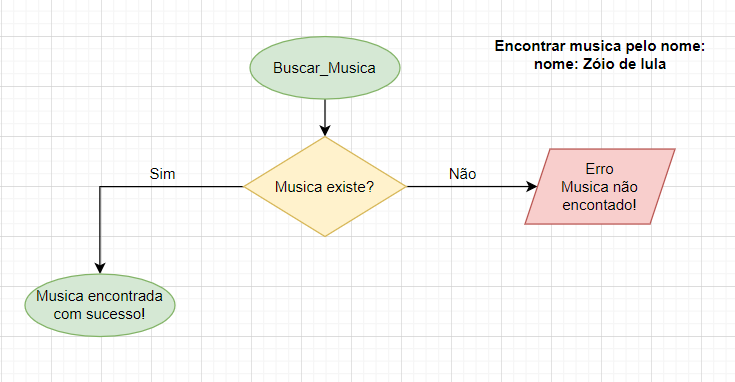 Encontrar musica pelo nome:
nome: Zóio de lula
Buscar_Musica
Sim
Musica existe?
Não
Erro
Musica não
encontado!
Musica encontrada
com sucesso!